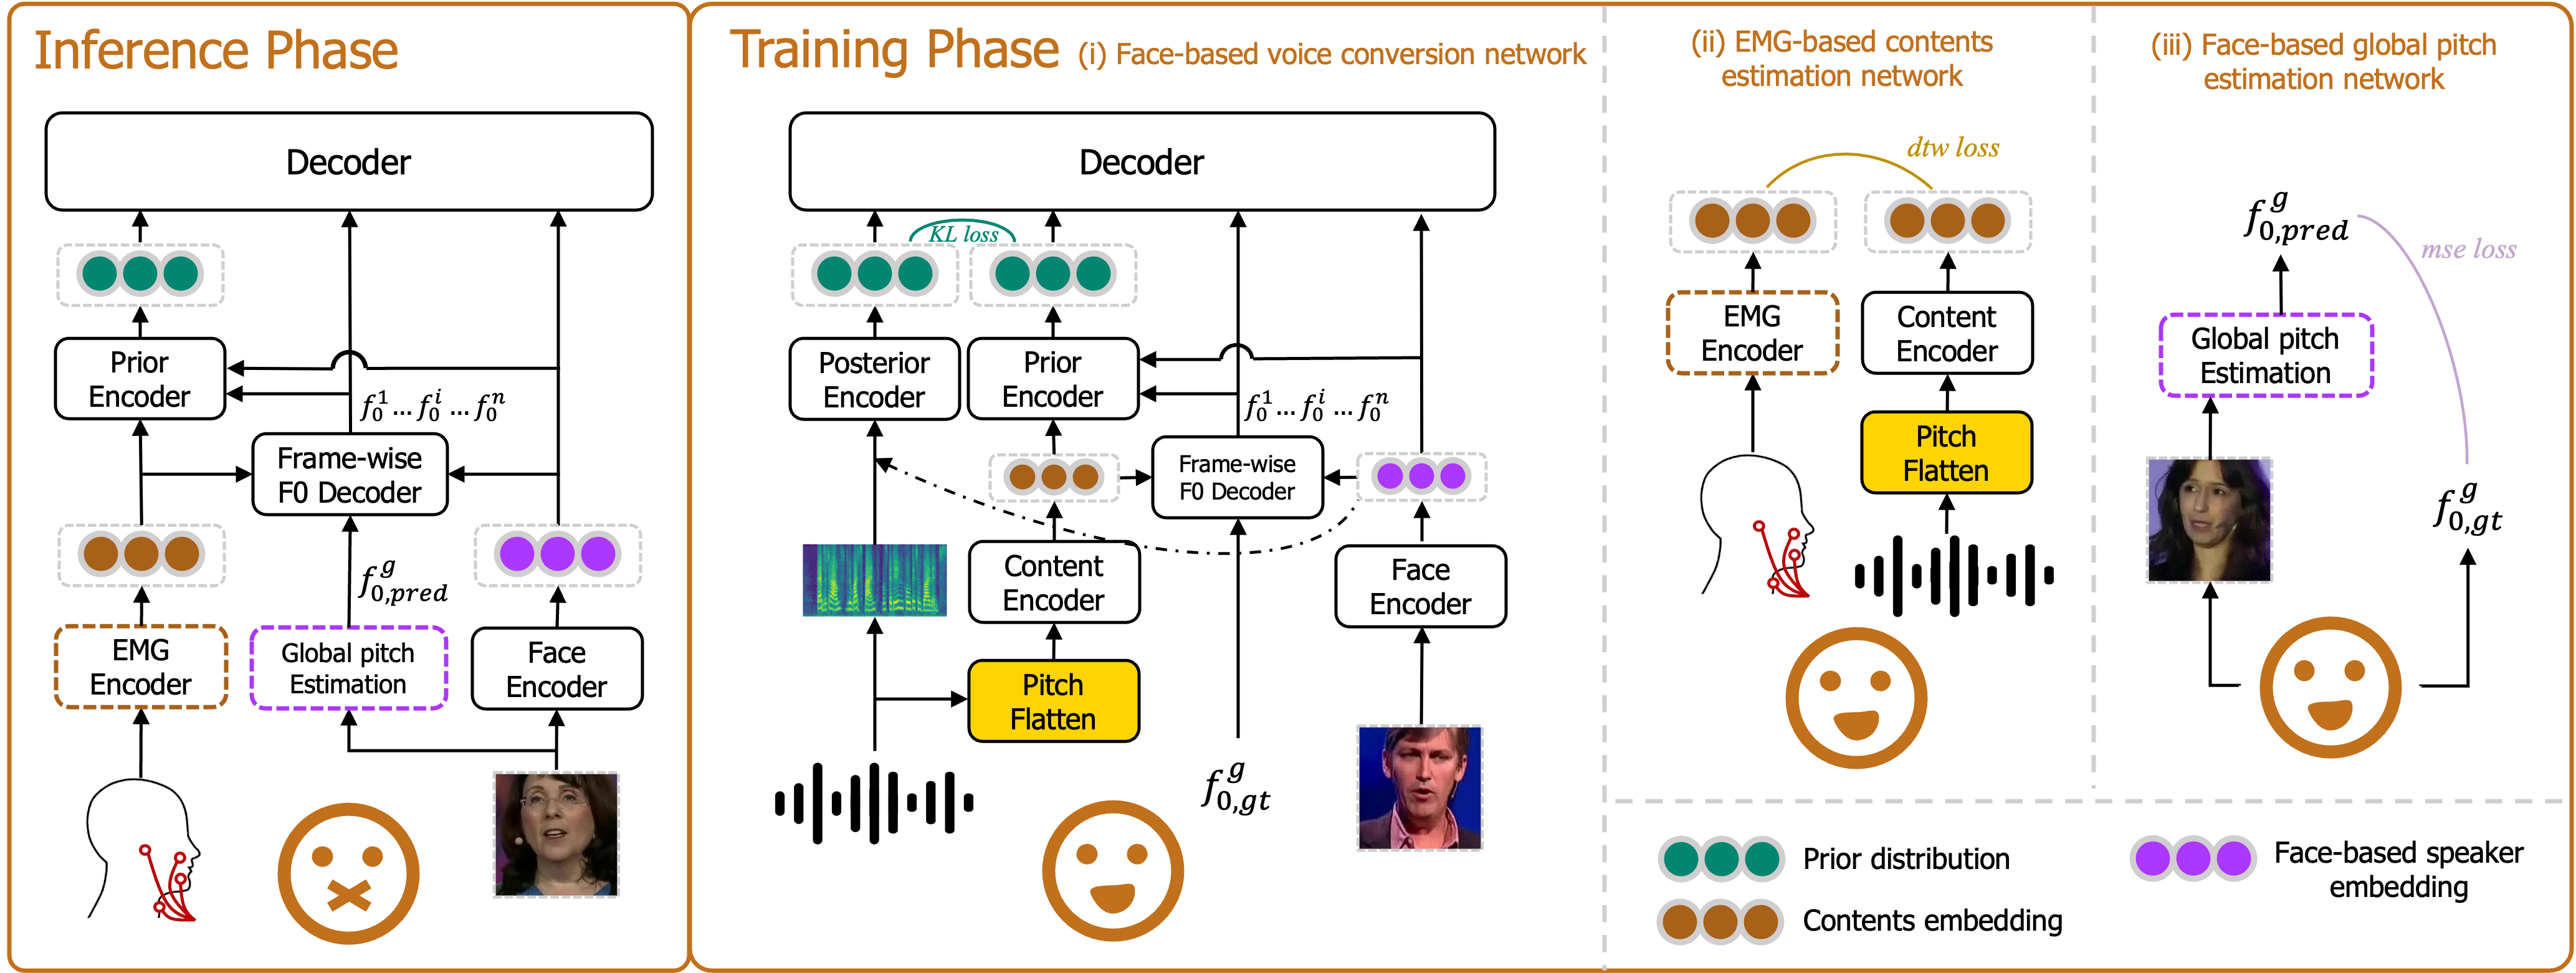 Inference Phase
Decoder
Prior
Encoder
f_0^1 ... f_0^i ... f_0^n
Frame-wise
F0 Decoder
f_{0,pred}^g
EMG
Encoder
Global pitch
Estimation
Face
Encoder
Training Phase (i) Face-based voice conversion network
Decoder
KL loss
Posterior
Encoder
Prior
Encoder
f_0^1 ... f_0^i ... f_0^n
Frame-wise
F0 Decoder
Content
Encoder
Face
Encoder
Pitch
Flatten
f_{0,gt}^g
(ii) EMG-based contents
estimation network
dtw loss
EMG
Encoder
Content
Encoder
Pitch
Flatten
(iii) Face-based global pitch
estimation network
f_{0,pred}^g
mse loss
Global pitch
Estimation
f_{0,gt}^g
Prior distribution
Contents embedding
Face-based speaker
embedding